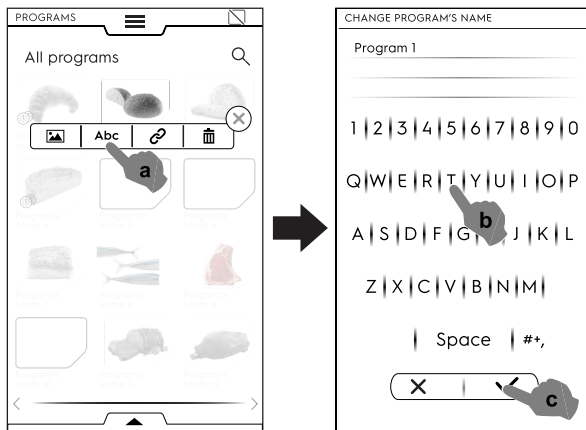 PROGRAMS
All programs
Abc
a
CHANGE PROGRAM'S NAME
Program 1
1 2 3 4 5 6 7 8 9 0
Q W E R T Y U I O P
b
A S D F G J K L
Z X C V B N M
Space #+,
c